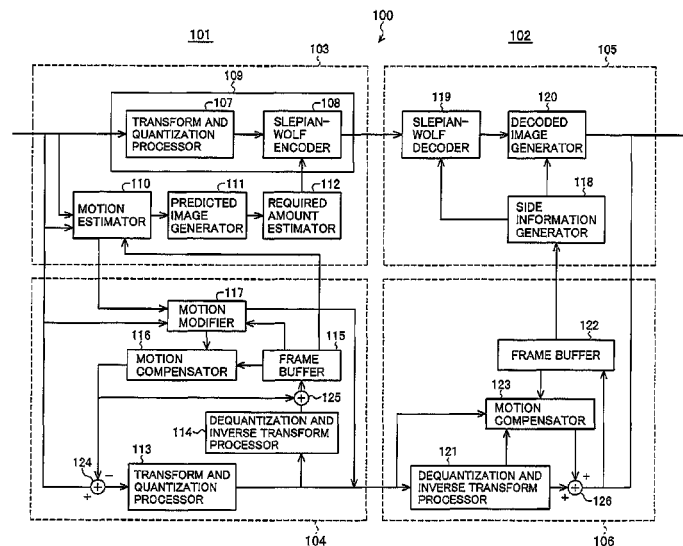 100
101
102
103
105
109
107
108
119
120
TRANSFORM AND
QUANTIZATION
PROCESSOR
SLEPIAN-
WOLF
ENCODER
SLEPIAN-
WOLF
DECODER
DECODED
IMAGE
GENERATOR
110
111
112
118
MOTION
ESTIMATOR
PREDICTED
IMAGE
GENERATOR
REQUIRED
AMOUNT
ESTIMATOR
SIDE
INFORMATION
GENERATOR
117
MOTION
MODIFIER
116
115
122
MOTION
COMPENSATOR
FRAME
BUFFER
FRAME BUFFER
125
123
MOTION
COMPENSATOR
114
DEQUANTIZATION AND
INVERSE TRANSFORM
PROCESSOR
124
−
+
113
TRANSFORM AND
QUANTIZATION
PROCESSOR
121
DEQUANTIZATION AND
INVERSE TRANSFORM
PROCESSOR
+
+
126
104
106